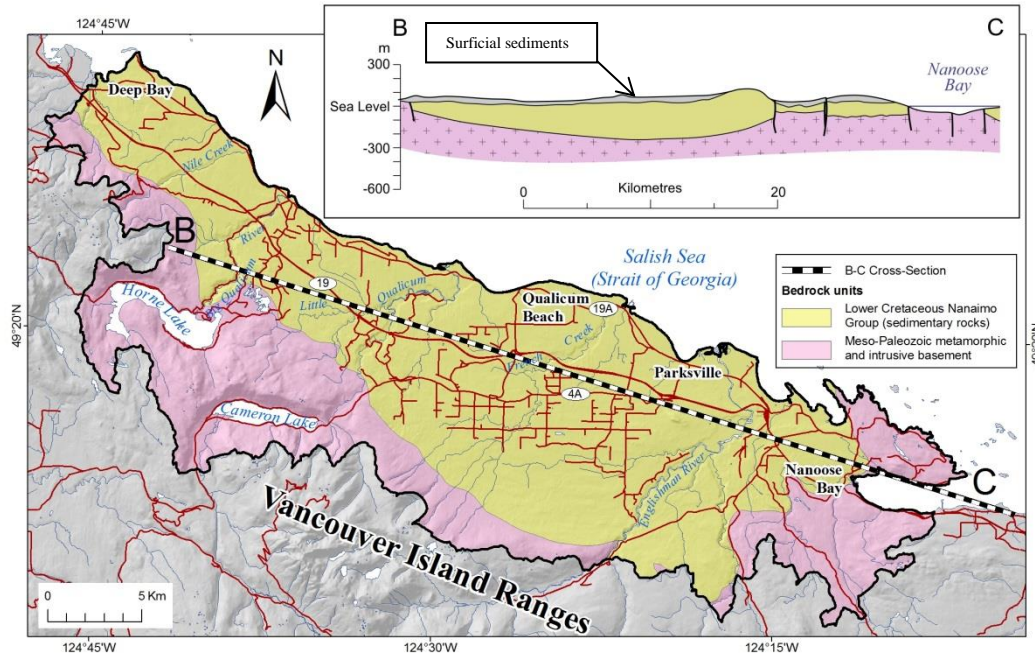 124°45'W
B
C
Surficial sediments
m
300
Sea Level
-300
-600
Nanoose
Bay
Kilometres
0
20
N
Deep Bay
Nile Creek
B
River
Qualicum
Horne Lake
19
Little
Qualicum
Qualicum
Beach
19A
Salish Sea
(Strait of Georgia)
French Creek
Parksville
4A
Cameron Lake
Englishman River
Nanoose
Bay
C
Vancouver Island Ranges
B-C Cross-Section
Bedrock units
Lower Cretaceous Nanaimo
Group (sedimentary rocks)
Meso-Paleozoic metamorphic
and intrusive basement
49°20'N
0
5 Km
124°45'W
124°30'W
124°15'W